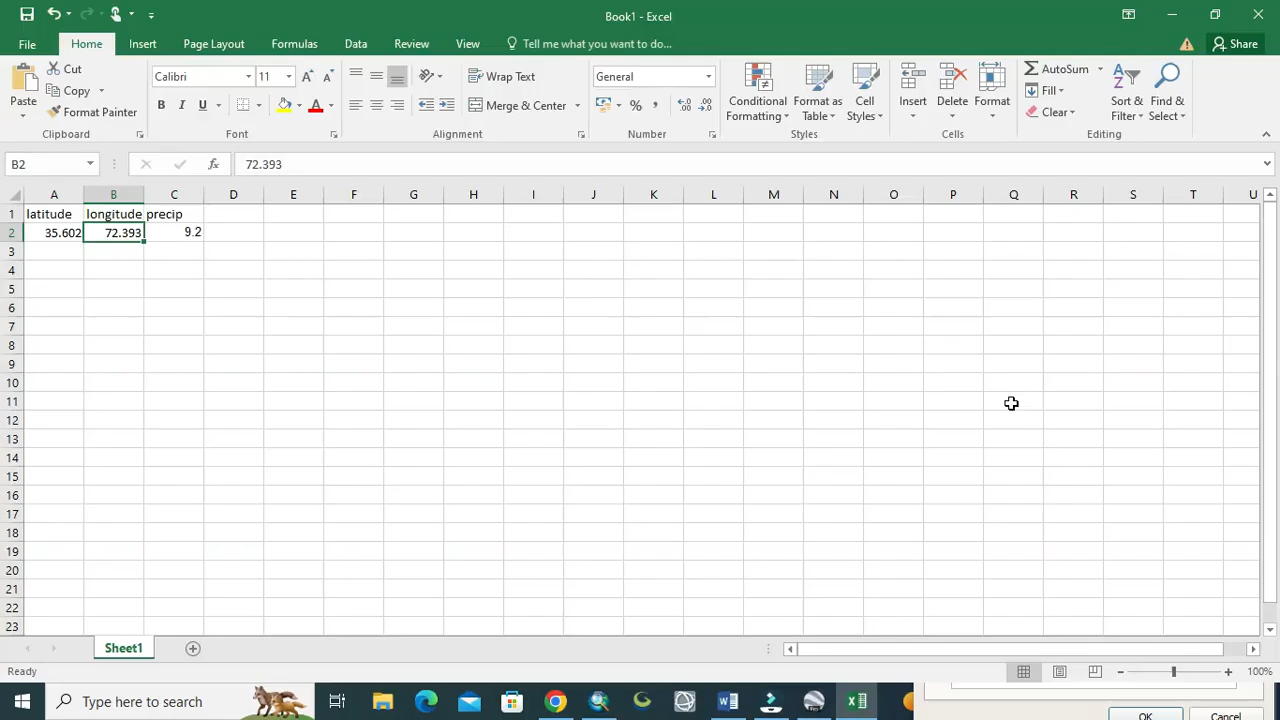 Book1 - Excel
File Home Insert Page Layout Formulas Data Review View Tell me what you want to do... Share
Paste
Cut
Copy
Format Painter
Clipboard
Calibri 11
B I U
Font
Wrap Text
Merge & Center
Alignment
General
Number
Conditional Formatting
Format as Table
Cell Styles
Styles
Insert
Delete
Format
Cells
AutoSum
Fill
Clear
Sort & Filter
Find & Select
Editing
B2 fx 72.393
A B C D E F G H I J K L M N O P Q R S T U
1 latitude longitude precip
2 35.602 72.393 9.2
3
4
5
6
7
8
9
10
11
12
13
14
15
16
17
18
19
20
21
22
23
Sheet1
Ready 100%
Type here to search
OK Cancel